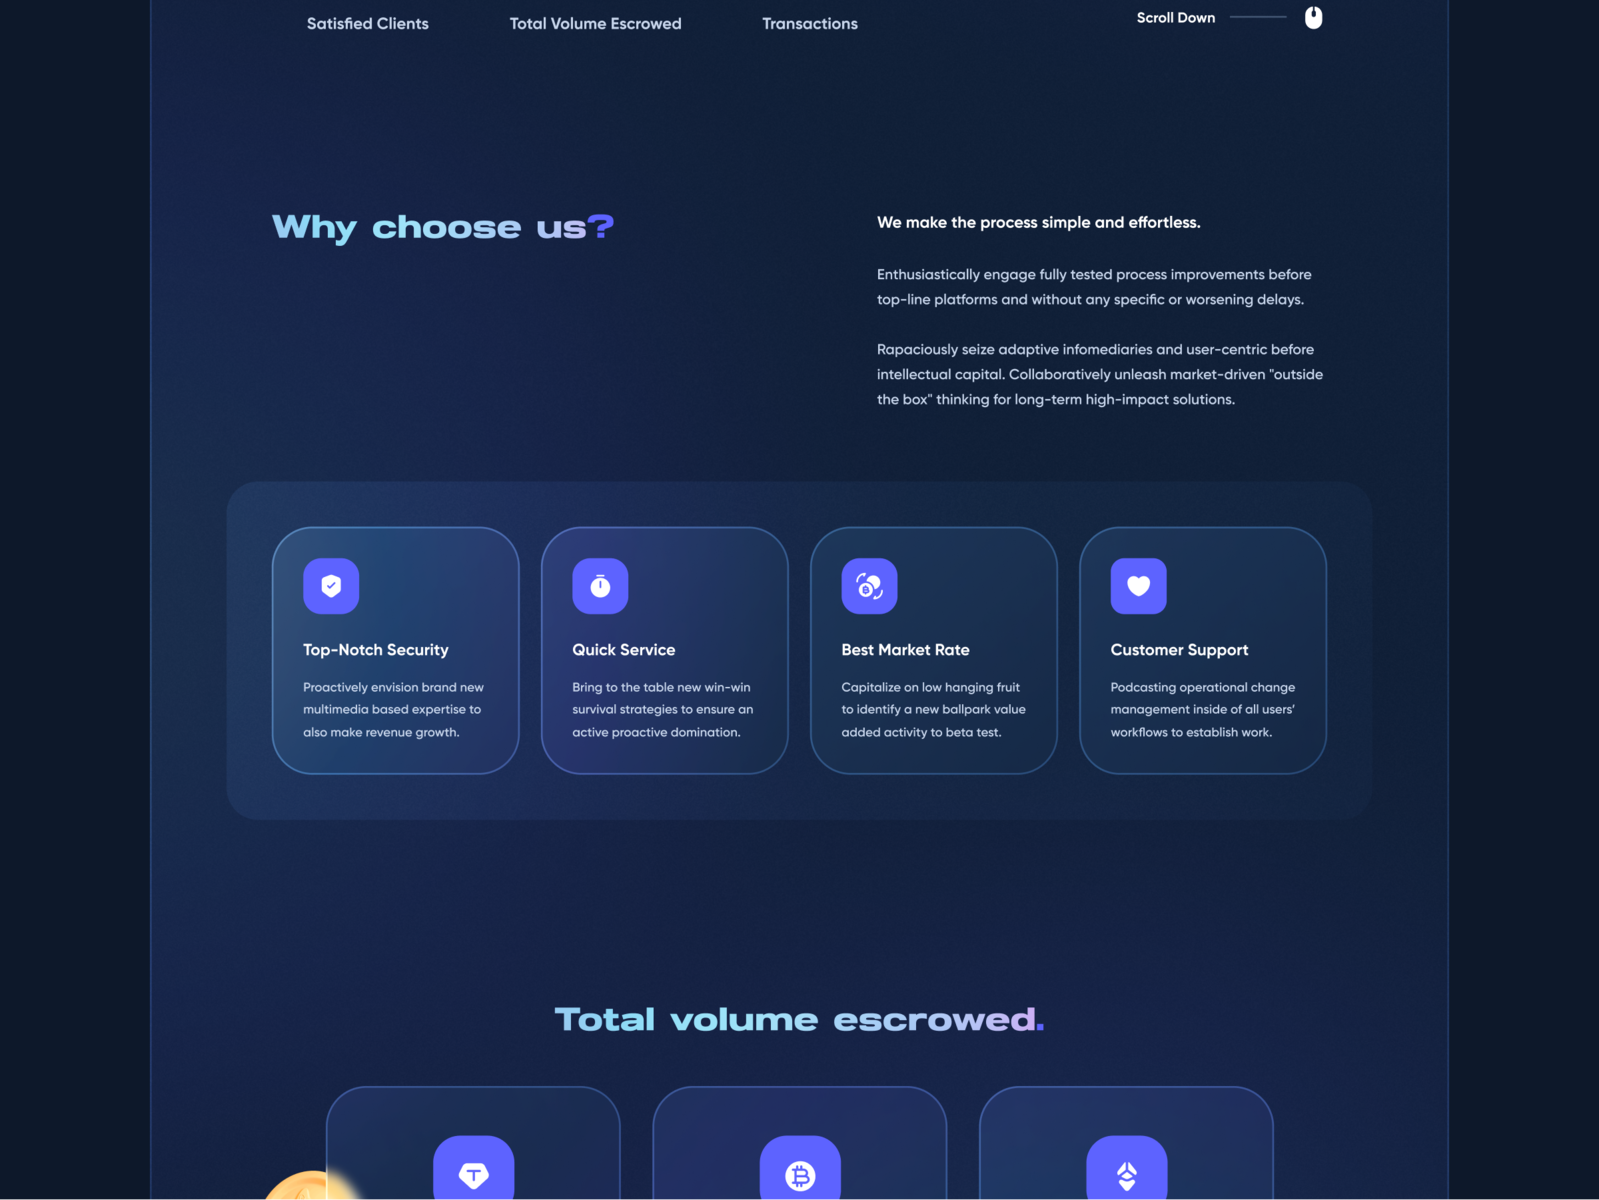 Satisfied Clients
Total Volume Escrowed
Transactions
Scroll Down
Why choose us?
We make the process simple and effortless.
Enthusiastically engage fully tested process improvements before
top-line platforms and without any specific or worsening delays.
Rapaciously seize adaptive infomediaries and user-centric before
intellectual capital. Collaboratively unleash market-driven "outside
the box" thinking for long-term high-impact solutions.
Top-Notch Security
Proactively envision brand new
multimedia based expertise to
also make revenue growth.
Quick Service
Bring to the table new win-win
survival strategies to ensure an
active proactive domination.
Best Market Rate
Capitalize on low hanging fruit
to identify a new ballpark value
added activity to beta test.
Customer Support
Podcasting operational change
management inside of all users’
workflows to establish work.
Total volume escrowed.